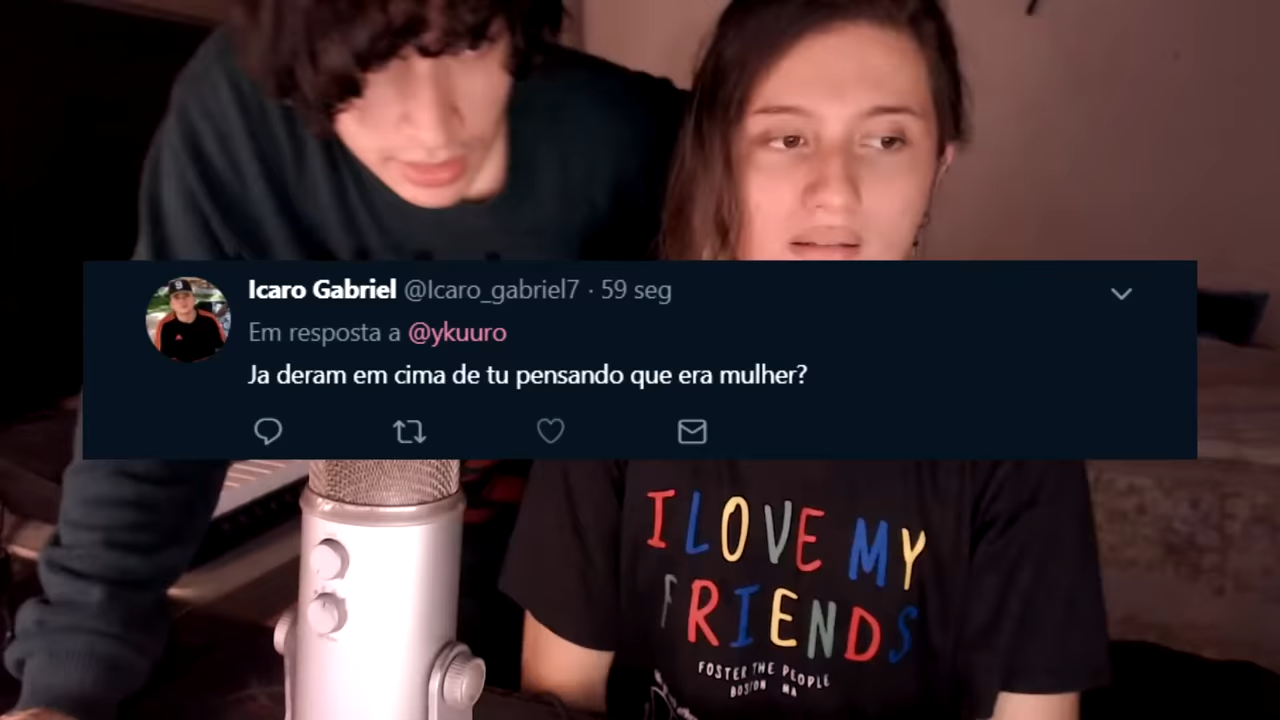 Icaro Gabriel @Icaro_gabriel7 · 59 seg
Em resposta a @ykuuro
Ja deram em cima de tu pensando que era mulher?
I LOVE MY
FRIENDS
FOSTER THE PEOPLE
BOSTON MA